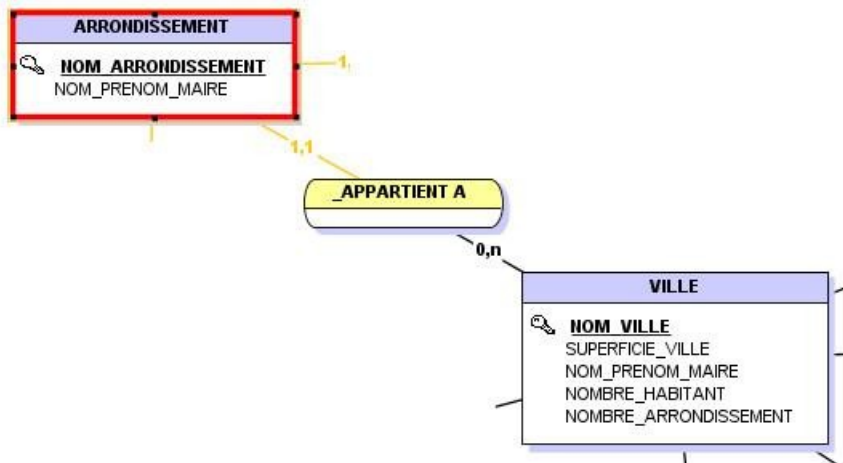 ARRONDISSEMENT
NOM_ARRONDISSEMENT
NOM_PRENOM_MAIRE
1,
1,1
_APPARTIENT A
0,n
VILLE
NOM_VILLE
SUPERFICIE_VILLE
NOM_PRENOM_MAIRE
NOMBRE_HABITANT
NOMBRE_ARRONDISSEMENT